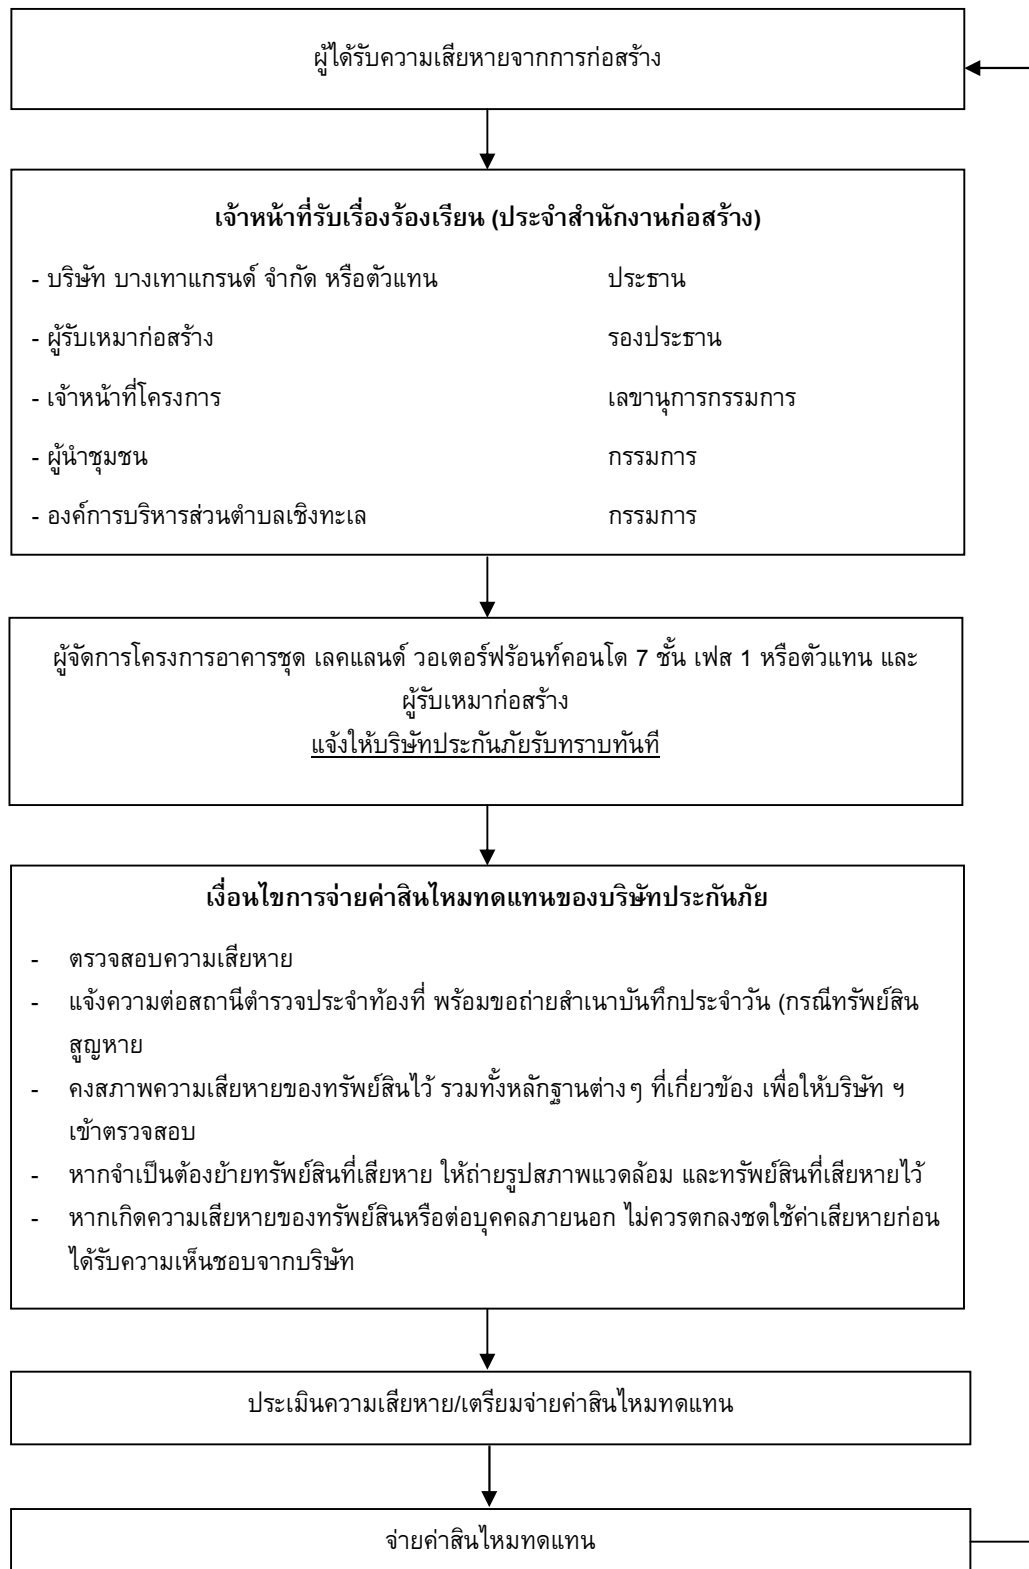 ผู้ได้รับความเสียหายจากการก่อสร้าง
เจ้าหน้าที่รับเรื่องร้องเรียน (ประจำสำนักงานก่อสร้าง)
- บริษัท บางเทาแกรนด์ จำกัด หรือตัวแทน ประธาน
- ผู้รับเหมาก่อสร้าง รองประธาน
- เจ้าหน้าที่โครงการ เลขานุการกรรมการ
- ผู้นำชุมชน กรรมการ
- องค์การบริหารส่วนตำบลเชิงทะเล กรรมการ
ผู้จัดการโครงการอาคารชุด เลคแลนด์ วอเตอร์ฟร้อนท์คอนโด 7 ชั้น เฟส 1 หรือตัวแทน และ
ผู้รับเหมาก่อสร้าง
แจ้งให้บริษัทประกันภัยรับทราบทันที
เงื่อนไขการจ่ายค่าสินไหมทดแทนของบริษัทประกันภัย
- ตรวจสอบความเสียหาย
- แจ้งความต่อสถานีตำรวจประจำท้องที่ พร้อมขอถ่ายสำเนาบันทึกประจำวัน (กรณีทรัพย์สิน
สูญหาย
- คงสภาพความเสียหายของทรัพย์สินไว้ รวมทั้งหลักฐานต่างๆ ที่เกี่ยวข้อง เพื่อให้บริษัท ฯ
เข้าตรวจสอบ
- หากจำเป็นต้องย้ายทรัพย์สินที่เสียหาย ให้ถ่ายรูปสภาพแวดล้อม และทรัพย์สินที่เสียหายไว้
- หากเกิดความเสียหายของทรัพย์สินหรือต่อบุคคลภายนอก ไม่ควรตกลงชดใช้ค่าเสียหายก่อน
ได้รับความเห็นชอบจากบริษัท
ประเมินความเสียหาย/เตรียมจ่ายค่าสินไหมทดแทน
จ่ายค่าสินไหมทดแทน